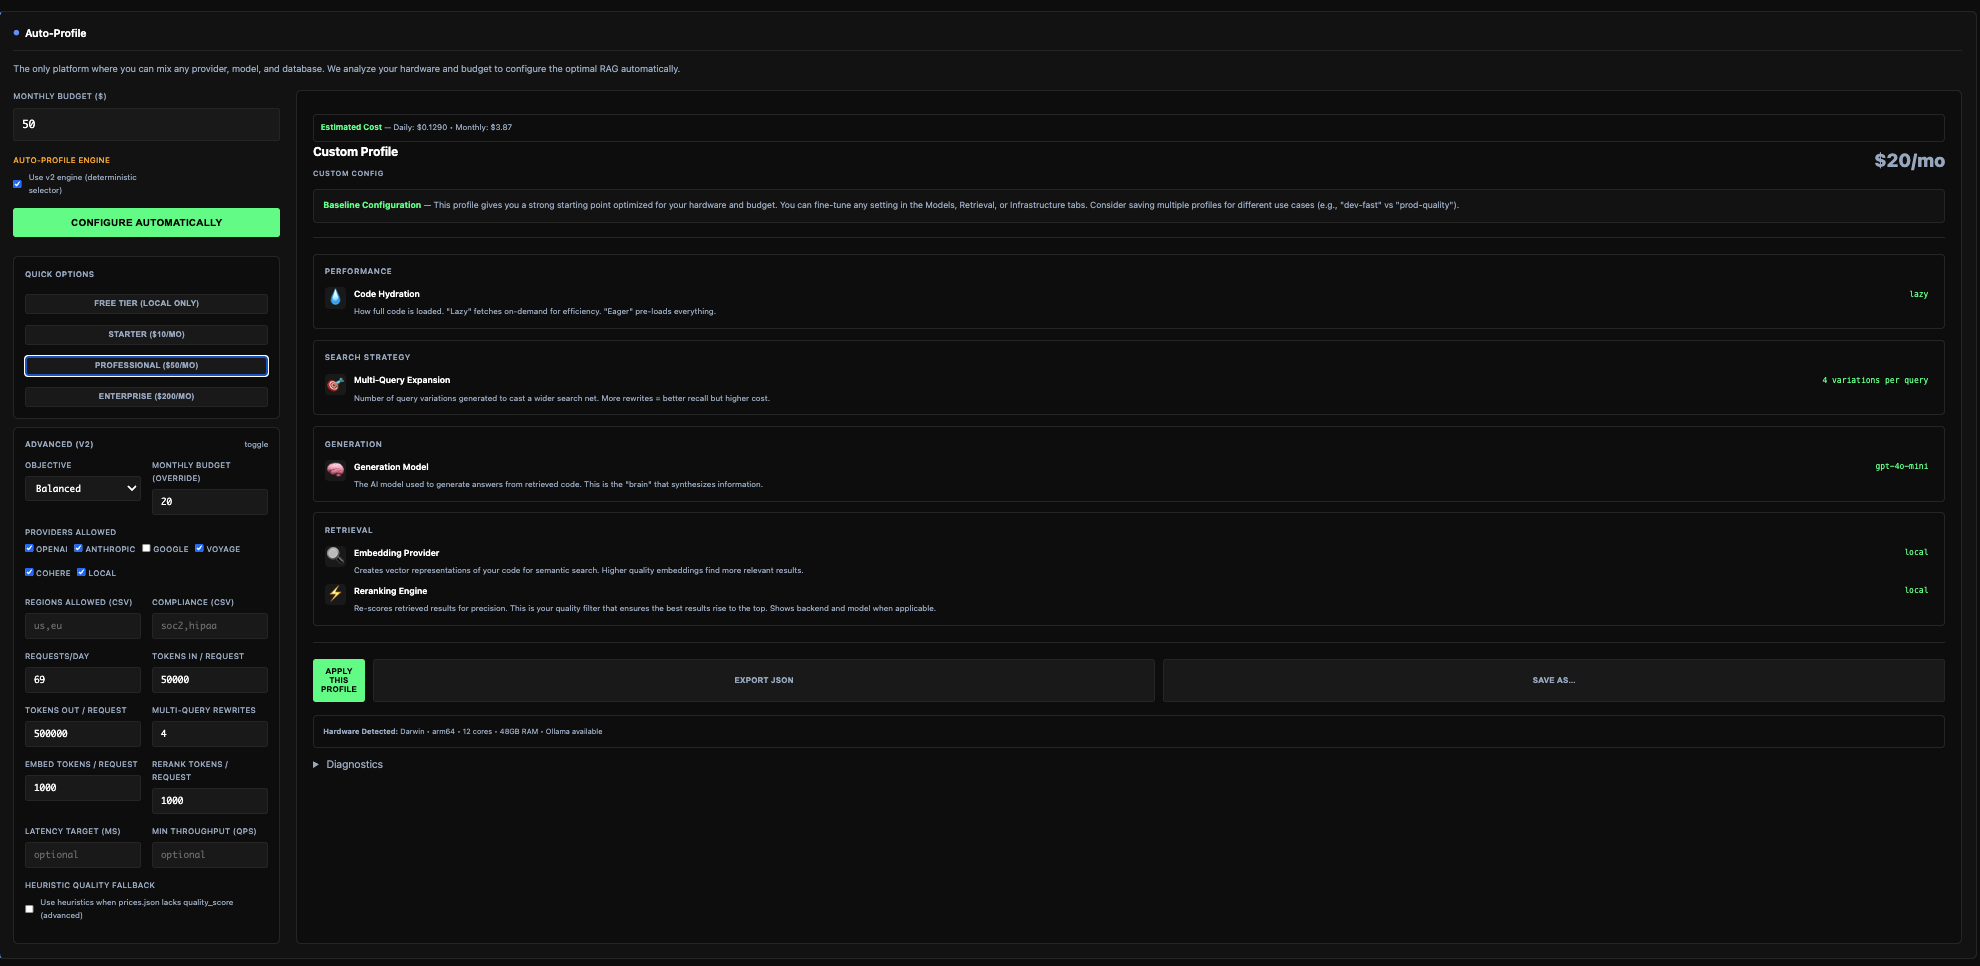 Auto-Profile
The only platform where you can mix any provider, model, and database. We analyze your hardware and budget to configure the optimal RAG automatically.
MONTHLY BUDGET ($)
50
AUTO-PROFILE ENGINE
Use v2 engine (deterministic
selector)
CONFIGURE AUTOMATICALLY
QUICK OPTIONS
FREE TIER (LOCAL ONLY)
STARTER ($10/MO)
PROFESSIONAL ($50/MO)
ENTERPRISE ($200/MO)
ADVANCED (V2) toggle
OBJECTIVE
Balanced
MONTHLY BUDGET
(OVERRIDE)
20
PROVIDERS ALLOWED
OPENAI ANTHROPIC GOOGLE VOYAGE
COHERE LOCAL
REGIONS ALLOWED (CSV) COMPLIANCE (CSV)
us,eu soc2,hipaa
REQUESTS/DAY TOKENS IN / REQUEST
69 50000
TOKENS OUT / REQUEST MULTI-QUERY REWRITES
500000 4
EMBED TOKENS / REQUEST
1000
RERANK TOKENS /
REQUEST
1000
LATENCY TARGET (MS) MIN THROUGHPUT (QPS)
optional optional
HEURISTIC QUALITY FALLBACK
Use heuristics when prices.json lacks quality_score
(advanced)
Estimated Cost — Daily: $0.1290 • Monthly: $3.87
Custom Profile
$20/mo
CUSTOM CONFIG
Baseline Configuration — This profile gives you a strong starting point optimized for your hardware and budget. You can fine-tune any setting in the Models, Retrieval, or Infrastructure tabs. Consider saving multiple profiles for different use cases (e.g., "dev-fast" vs "prod-quality").
PERFORMANCE
Code Hydration lazy
How full code is loaded. "Lazy" fetches on-demand for efficiency. "Eager" pre-loads everything.
SEARCH STRATEGY
Multi-Query Expansion 4 variations per query
Number of query variations generated to cast a wider search net. More rewrites = better recall but higher cost.
GENERATION
Generation Model gpt-4o-mini
The AI model used to generate answers from retrieved code. This is the "brain" that synthesizes information.
RETRIEVAL
Embedding Provider local
Creates vector representations of your code for semantic search. Higher quality embeddings find more relevant results.
Reranking Engine local
Re-scores retrieved results for precision. This is your quality filter that ensures the best results rise to the top. Shows backend and model when applicable.
APPLY
THIS
PROFILE
EXPORT JSON
SAVE AS...
Hardware Detected: Darwin • arm64 • 12 cores • 48GB RAM • Ollama available
Diagnostics